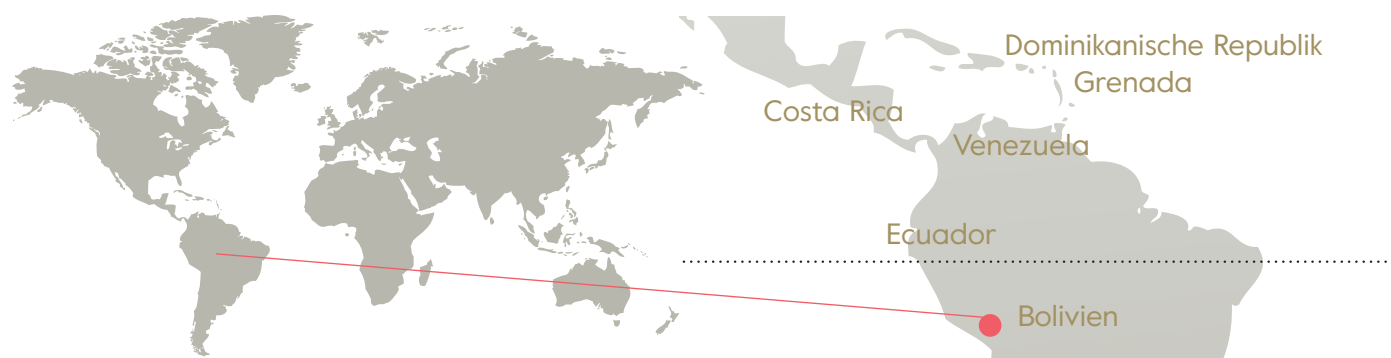 Dominikanische Republik
Grenada
Costa Rica
Venezuela
Ecuador
Bolivien